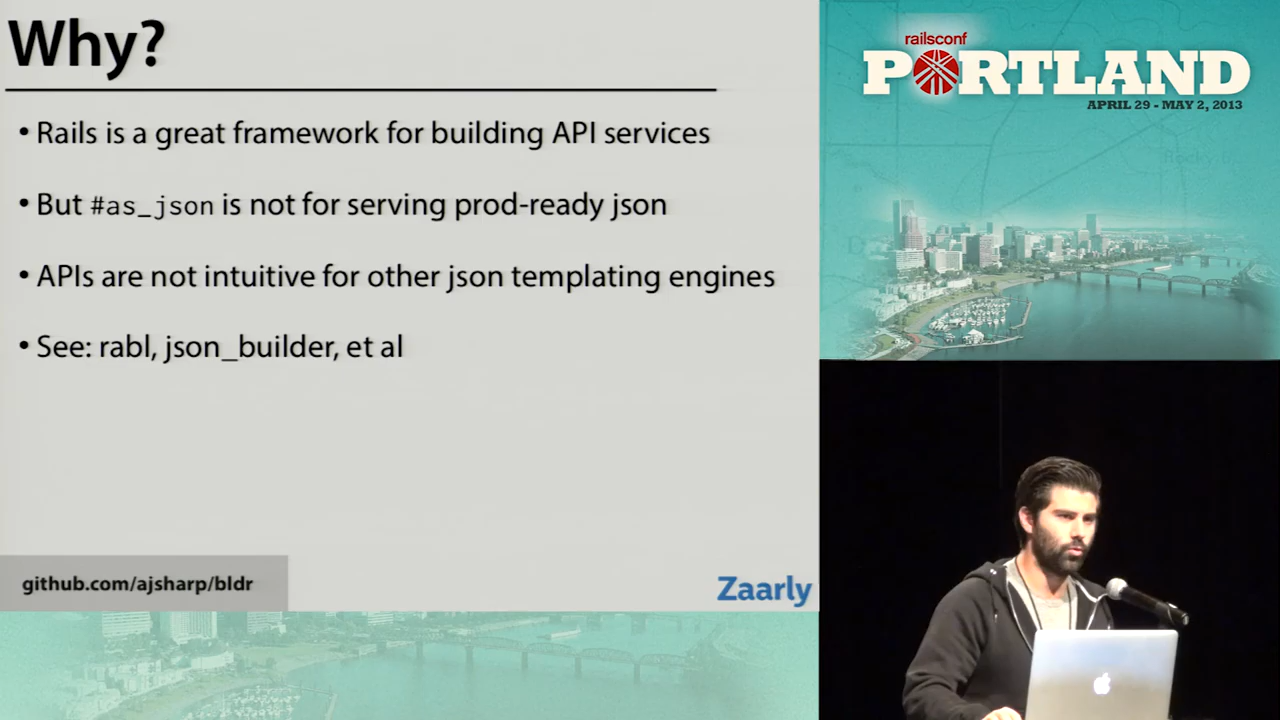 Why?
• Rails is a great framework for building API services
• But #as_json is not for serving prod-ready json
• APIs are not intuitive for other json templating engines
• See: rabl, json_builder, et al
github.com/ajsharp/bldr
Zaarly
railsconf
PORTLAND
APRIL 29 - MAY 2, 2013